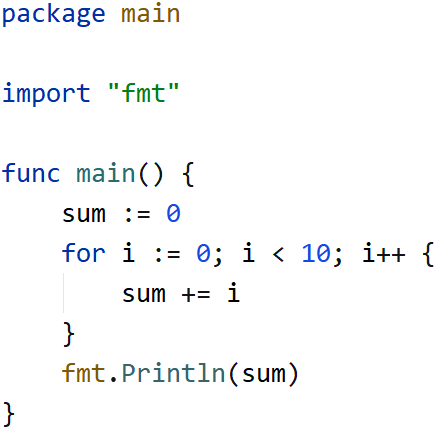 package main

import "fmt"

func main() {
    sum := 0
    for i := 0; i < 10; i++ {
        sum += i
    }
    fmt.Println(sum)
}